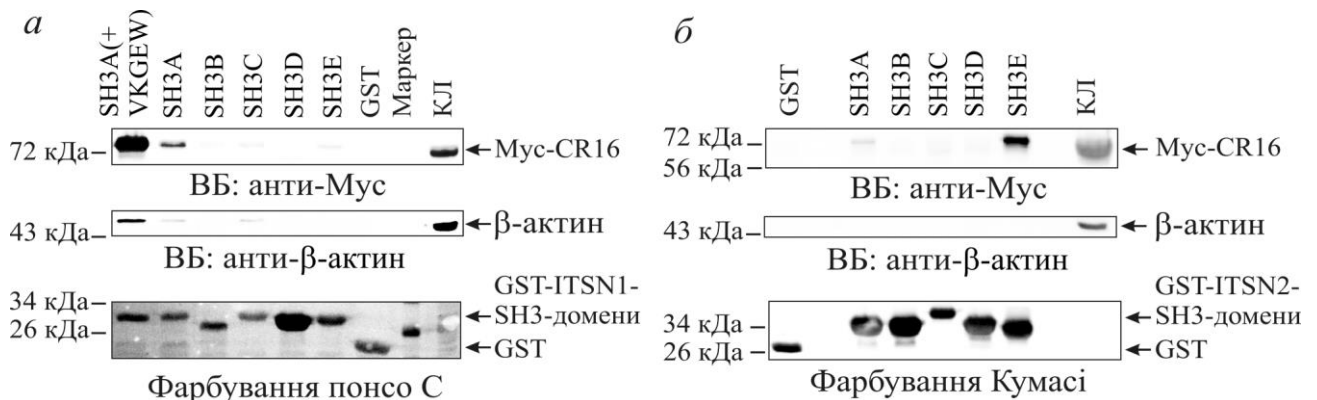 а
SH3A(+
VKGEW)
SH3A
SH3B
SH3C
SH3D
SH3E
GST
Маркер
КЛ
72 кДа
Myc-CR16
ВБ: анти-Myc
43 кДа
β-актин
ВБ: анти-β-актин
34 кДа
26 кДа
GST-ITSN1-
SH3-домени
GST
Фарбування понсо С
б
GST
SH3A
SH3B
SH3C
SH3D
SH3E
КЛ
72 кДа
56 кДа
Myc-CR16
ВБ: анти-Myc
43 кДа
β-актин
ВБ: анти-β-актин
34 кДа
26 кДа
GST-ITSN2-
SH3-домени
GST
Фарбування Кумасі